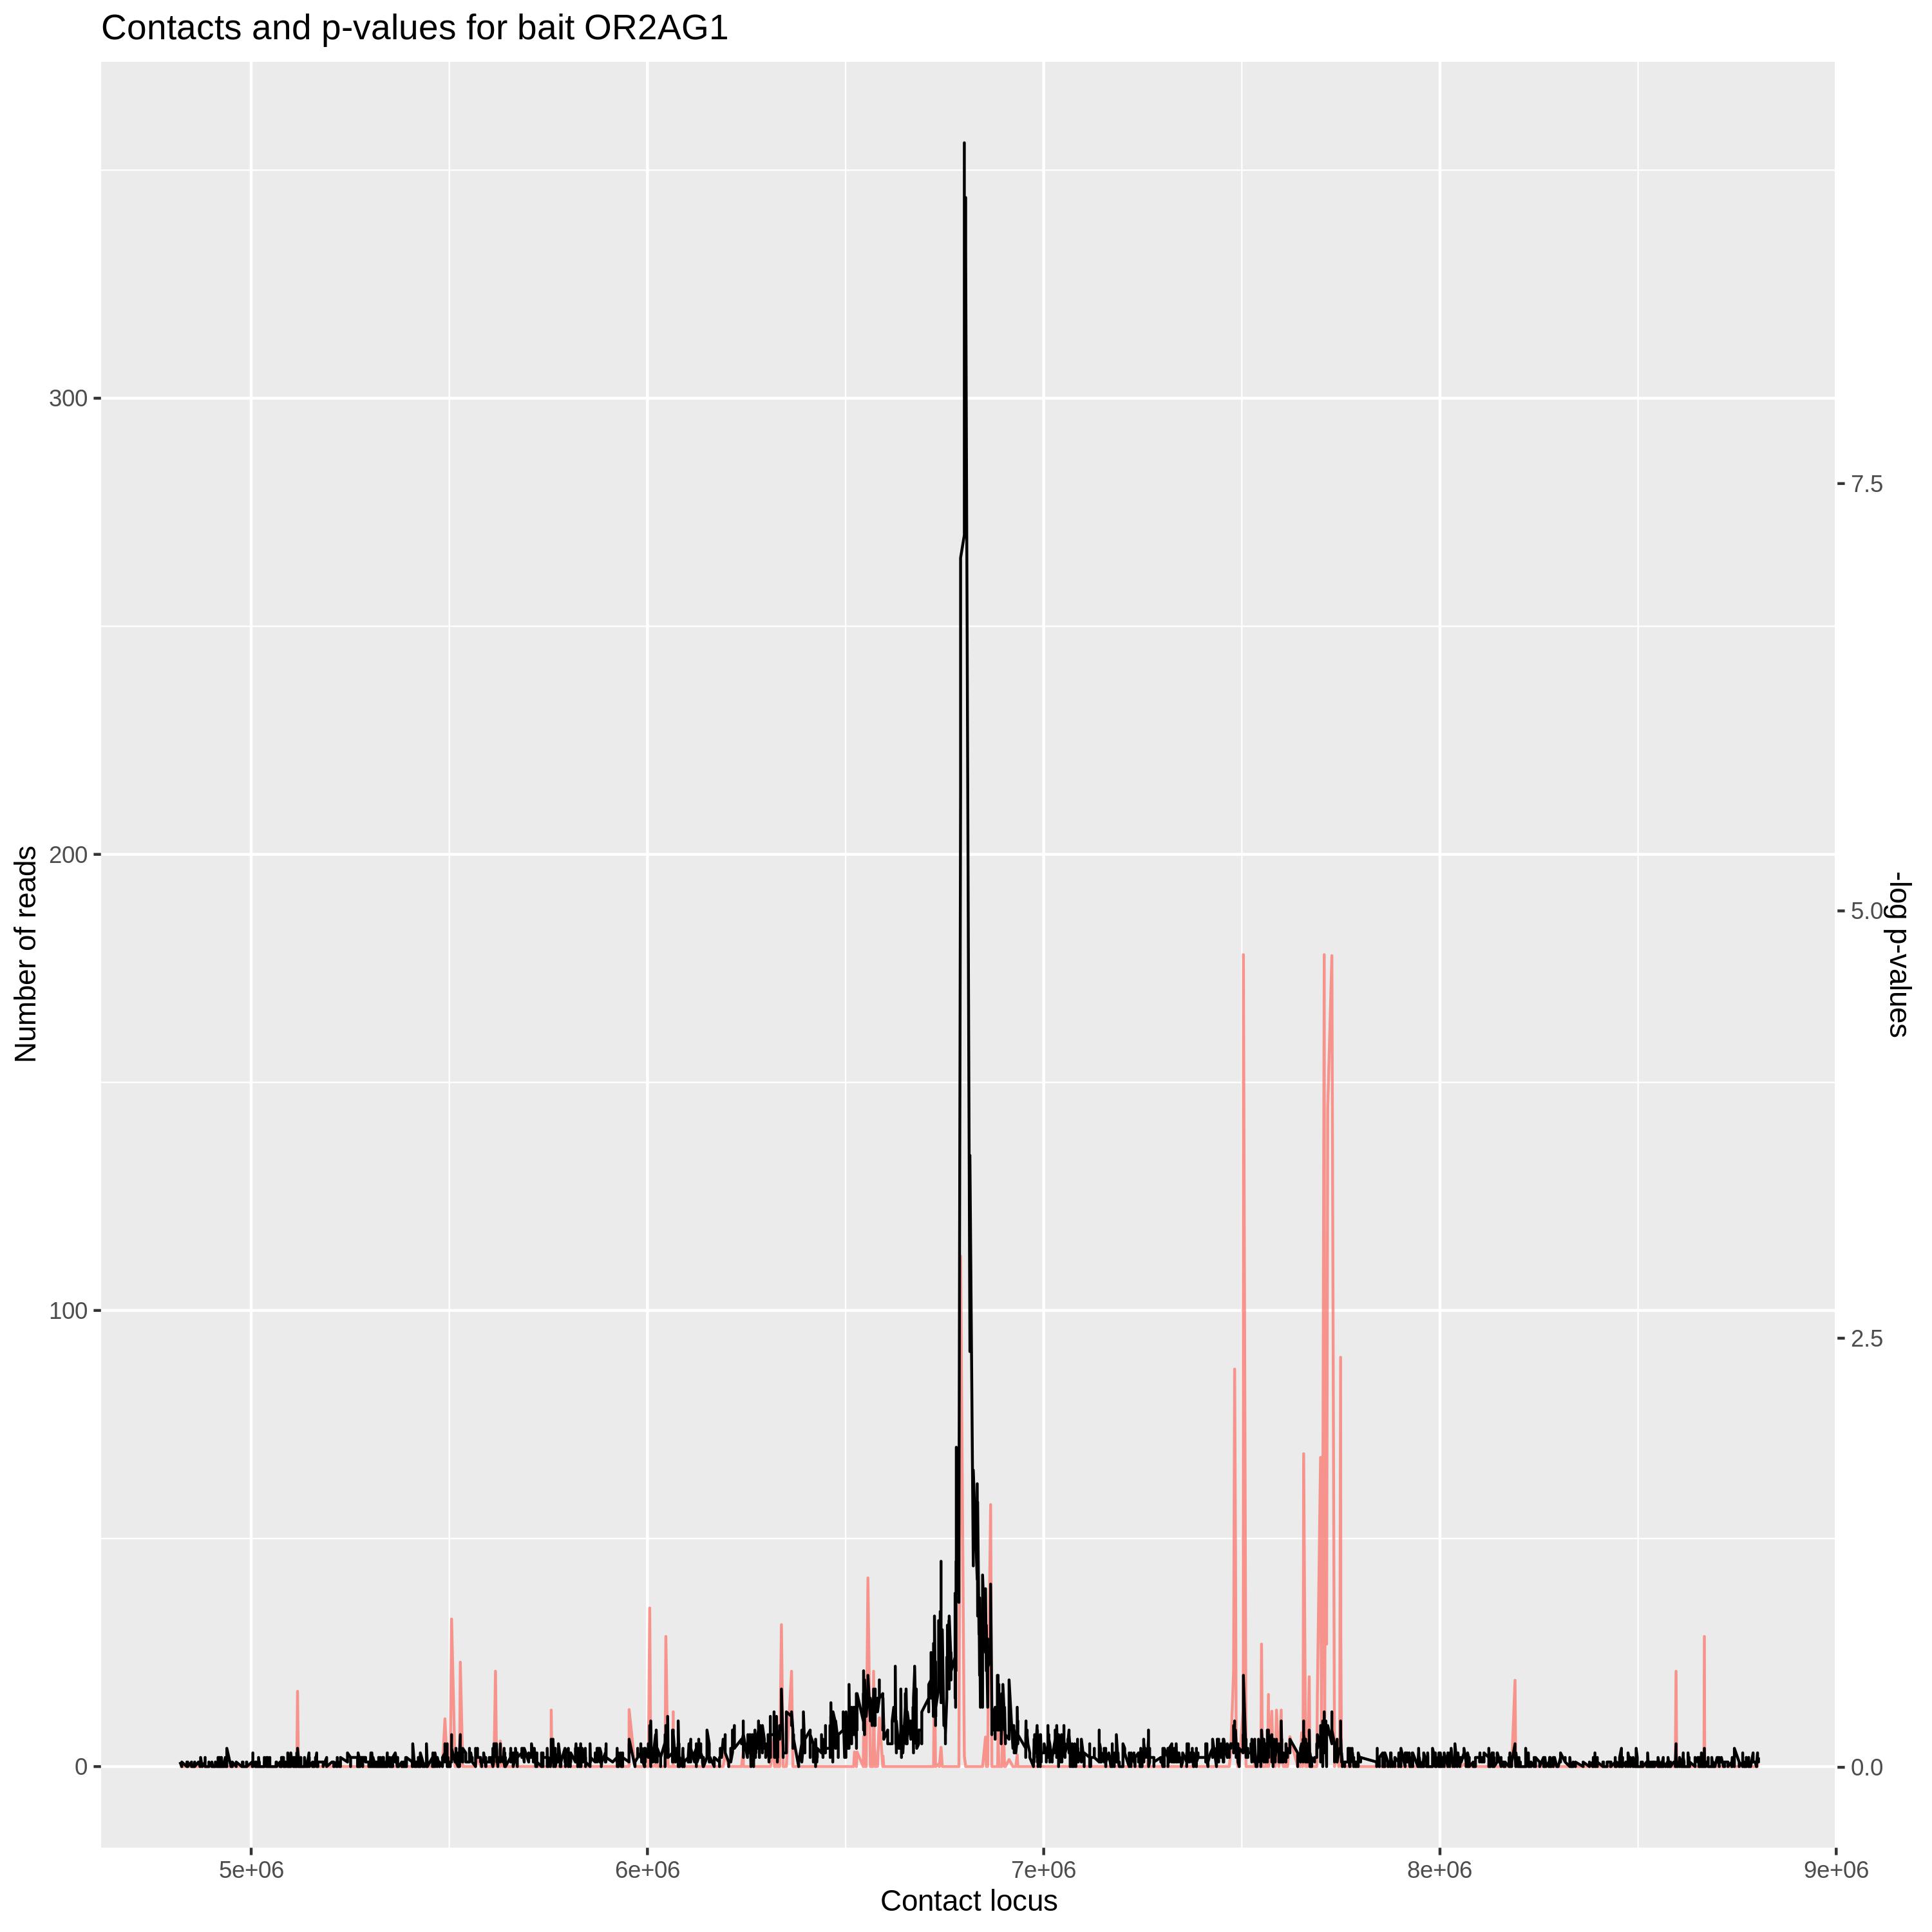 Contacts and p-values for bait OR2AG1
Number of reads
300
200
100
0
7.5
5.0
2.5
0.0
-log p-values
5e+06 6e+06 7e+06 8e+06 9e+06
Contact locus